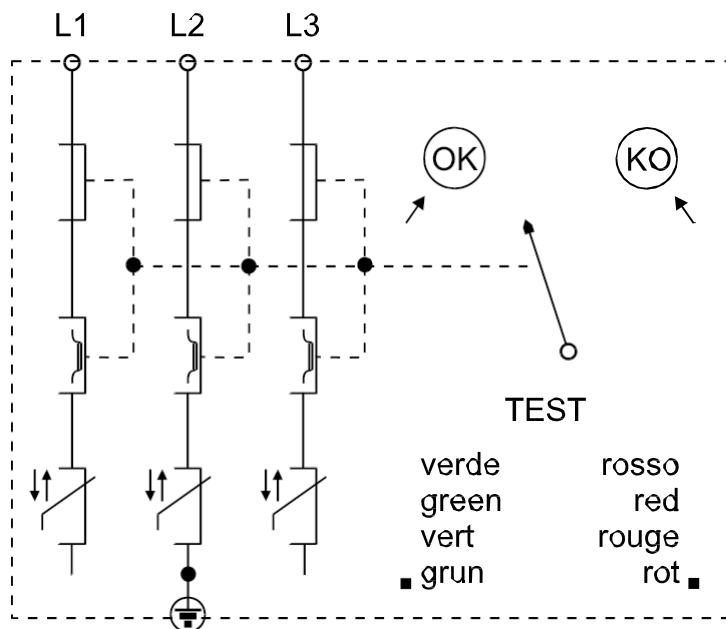 L1 L2 L3
OK KO
TEST
verde rosso
green red
vert rouge
grun rot